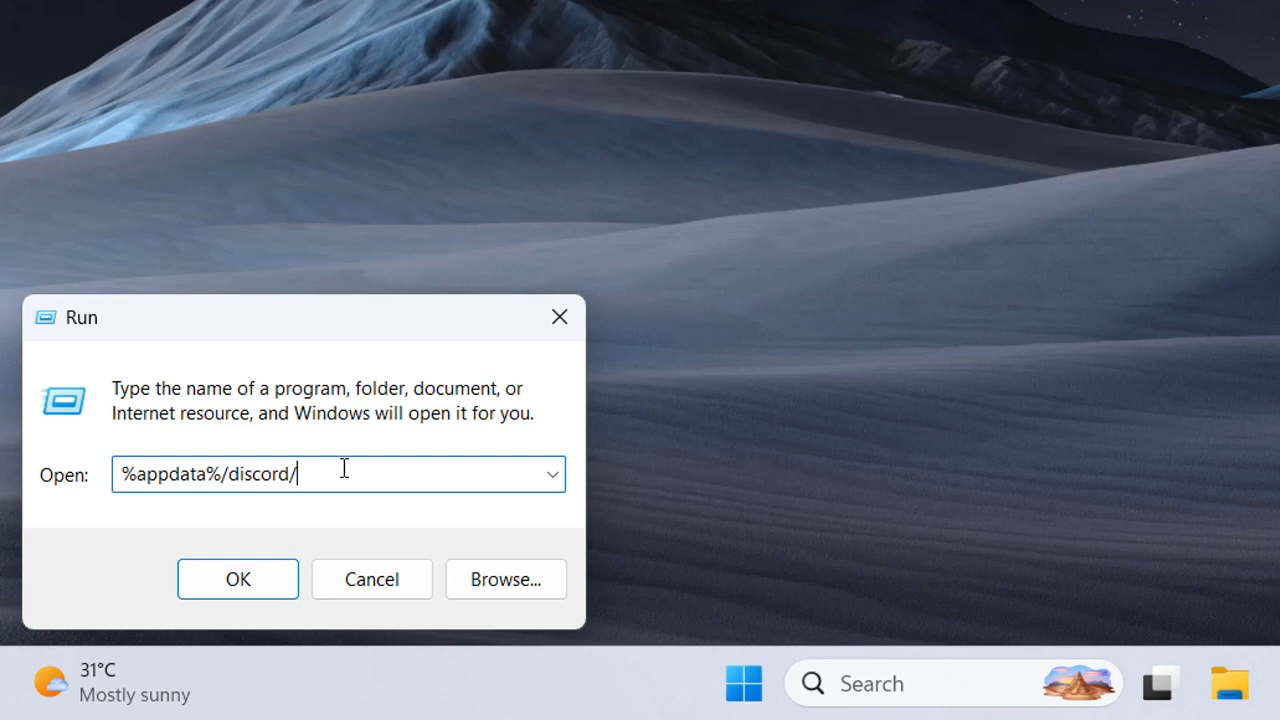 Run
Type the name of a program, folder, document, or
Internet resource, and Windows will open it for you.
Open: %appdata%/discord/
OK Cancel Browse...
31°C
Mostly sunny
Search